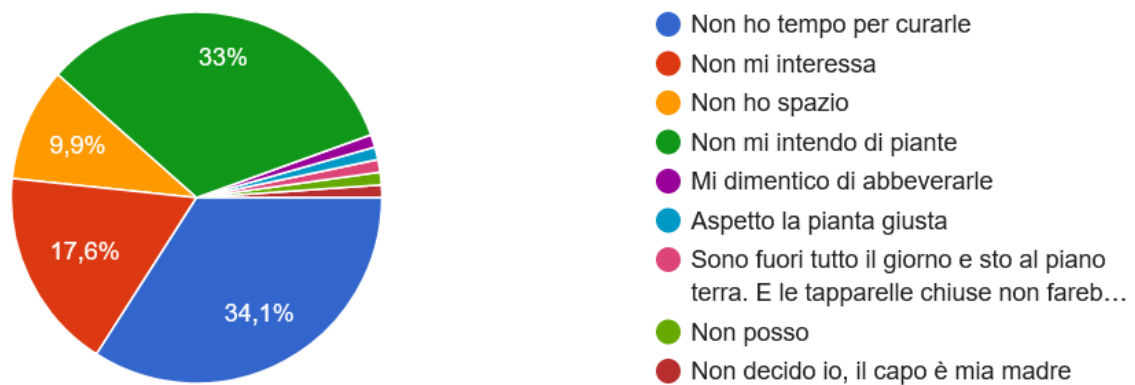 33%
9,9%
17,6%
34,1%
Non ho tempo per curarle
Non mi interessa
Non ho spazio
Non mi intendo di piante
Mi dimentico di abbeverarle
Aspetto la pianta giusta
Sono fuori tutto il giorno e sto al piano
terra. E le tapparelle chiuse non fareb…
Non posso
Non decido io, il capo è mia madre